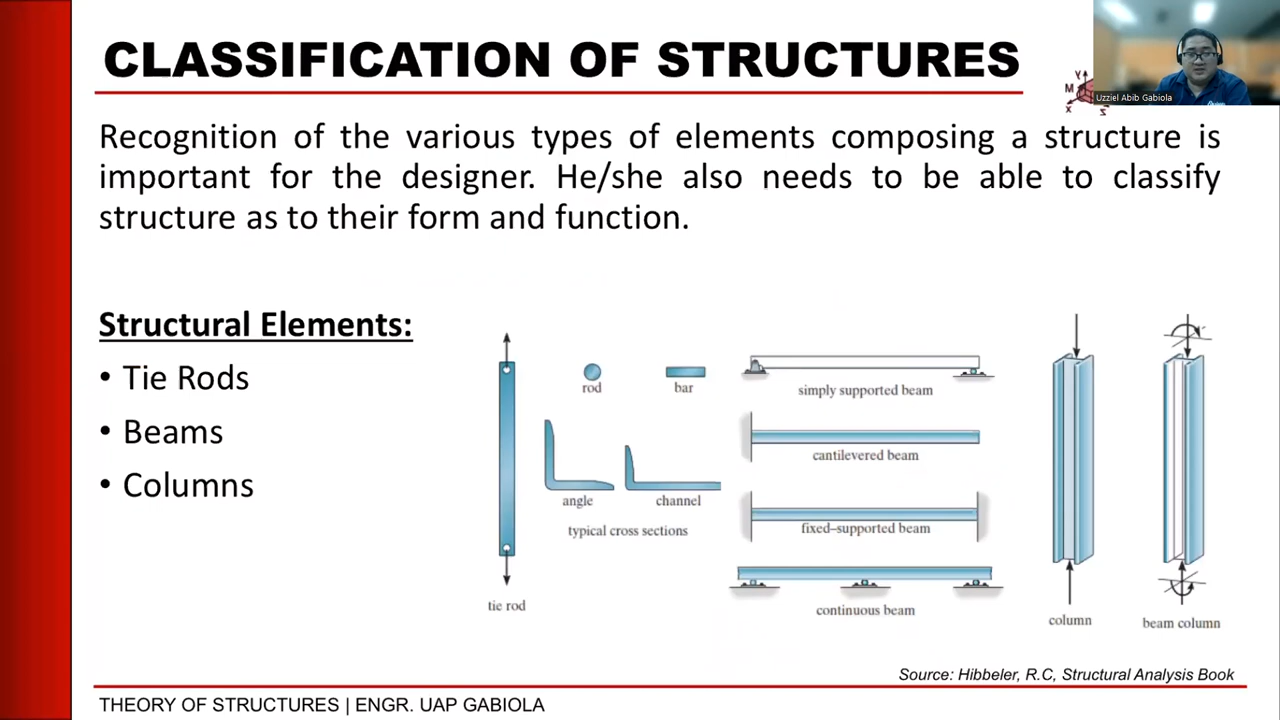 CLASSIFICATION OF STRUCTURES
Y
M
X
Z
Uzziel Abib Gabiola
Recognition of the various types of elements composing a structure is
important for the designer. He/she also needs to be able to classify
structure as to their form and function.
Structural Elements:
• Tie Rods
• Beams
• Columns
tie rod
rod
bar
angle
channel
typical cross sections
simply supported beam
cantilevered beam
fixed–supported beam
continuous beam
column
beam column
Source: Hibbeler, R.C, Structural Analysis Book
THEORY OF STRUCTURES | ENGR. UAP GABIOLA